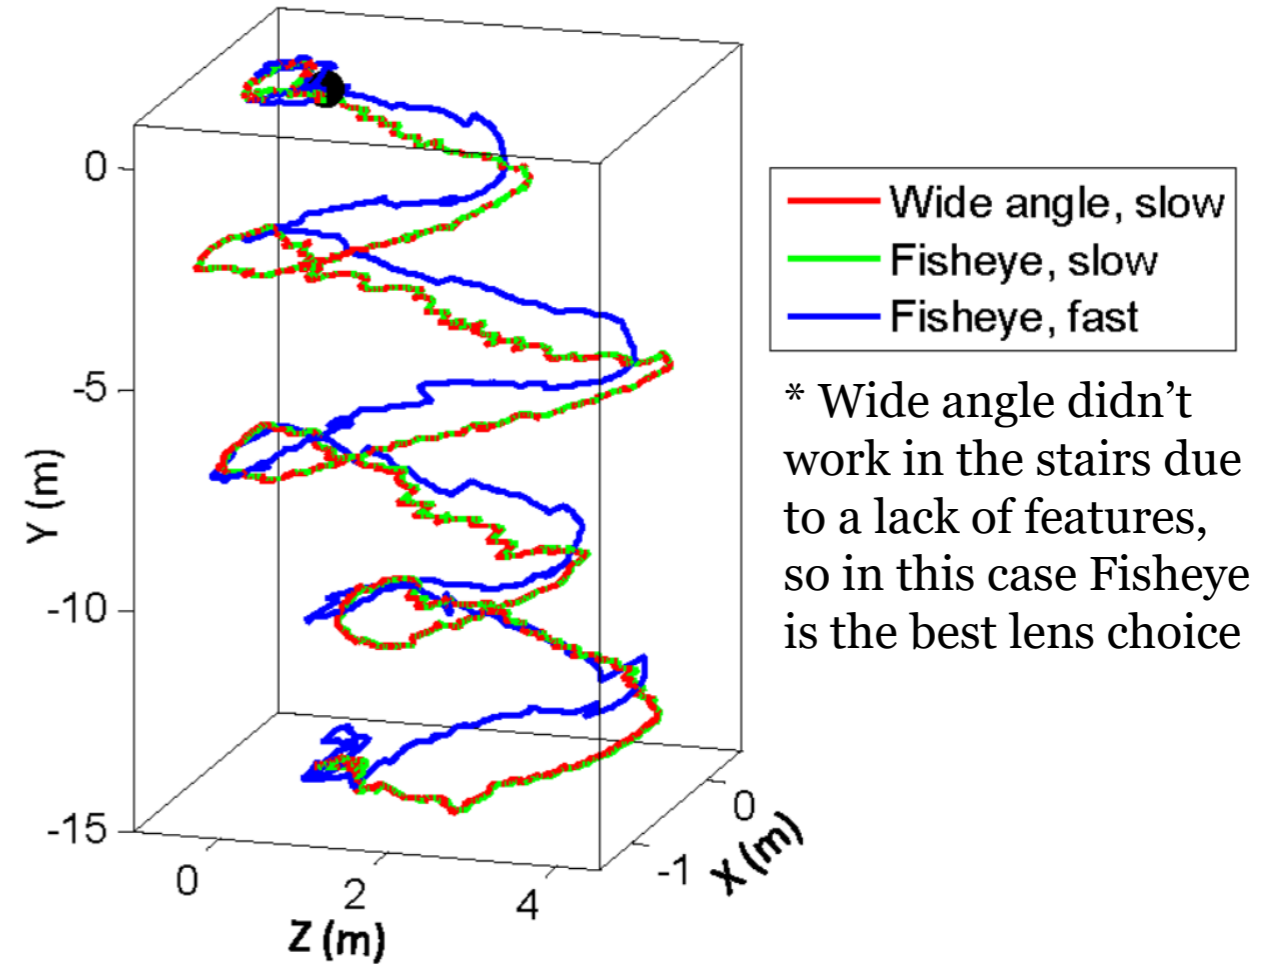 0
-5
-10
-15
Y (m)
0
2
4
Z (m)
-1
0
X (m)
Wide angle, slow
Fisheye, slow
Fisheye, fast
* Wide angle didn’t
work in the stairs due
to a lack of features,
so in this case Fisheye
is the best lens choice